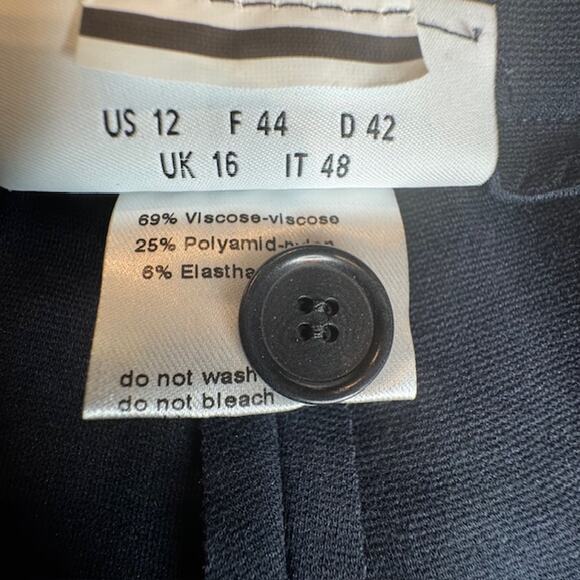 US 12 F 44 D 42
UK 16 IT 48
69% Viscose-viscose
25% Polyamid-nylon
6% Elastha
do not wash
do not bleach